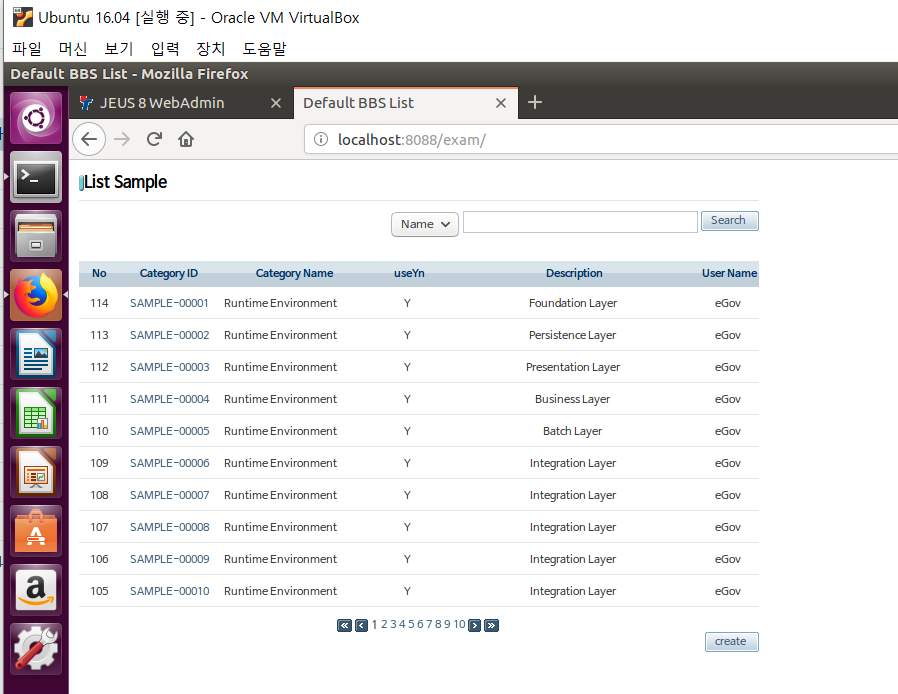 Ubuntu 16.04 [실행 중] - Oracle VM VirtualBox
파일 머신 보기 입력 장치 도움말
Default BBS List - Mozilla Firefox
JEUS 8 WebAdmin Default BBS List
localhost:8088/exam/
List Sample
Name Search
No Category ID Category Name useYn Description User Name
114 SAMPLE-00001 Runtime Environment Y Foundation Layer eGov
113 SAMPLE-00002 Runtime Environment Y Persistence Layer eGov
112 SAMPLE-00003 Runtime Environment Y Presentation Layer eGov
111 SAMPLE-00004 Runtime Environment Y Business Layer eGov
110 SAMPLE-00005 Runtime Environment Y Batch Layer eGov
109 SAMPLE-00006 Runtime Environment Y Integration Layer eGov
108 SAMPLE-00007 Runtime Environment Y Integration Layer eGov
107 SAMPLE-00008 Runtime Environment Y Integration Layer eGov
106 SAMPLE-00009 Runtime Environment Y Integration Layer eGov
105 SAMPLE-00010 Runtime Environment Y Integration Layer eGov
1 2 3 4 5 6 7 8 9 10
create